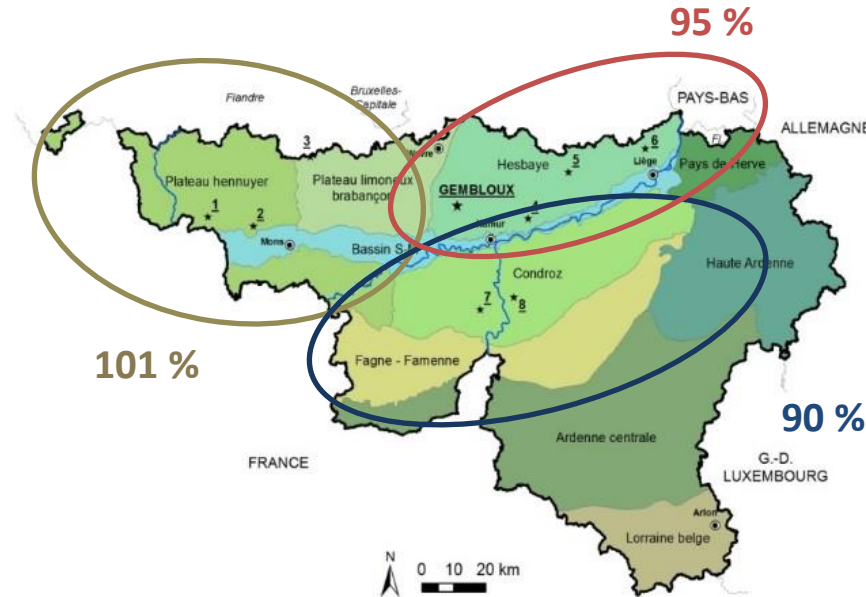 95 %
Flandre
Bruxelles-
Capitale
PAYS-BAS
ALLEMAGNE
3
6
Hesbaye
5
Liège
Pays de Herve
Plateau hennuyer
Plateau limoneux
brabançon
GEMBLOUX
1
2
4
Mons
Namur
Bassin S
Condroz
Haute Ardenne
7
8
101 %
Fagne - Famenne
90 %
Ardenne centrale
FRANCE
G.-D.
LUXEMBOURG
Arlon
Lorraine belge
N
0 10 20 km